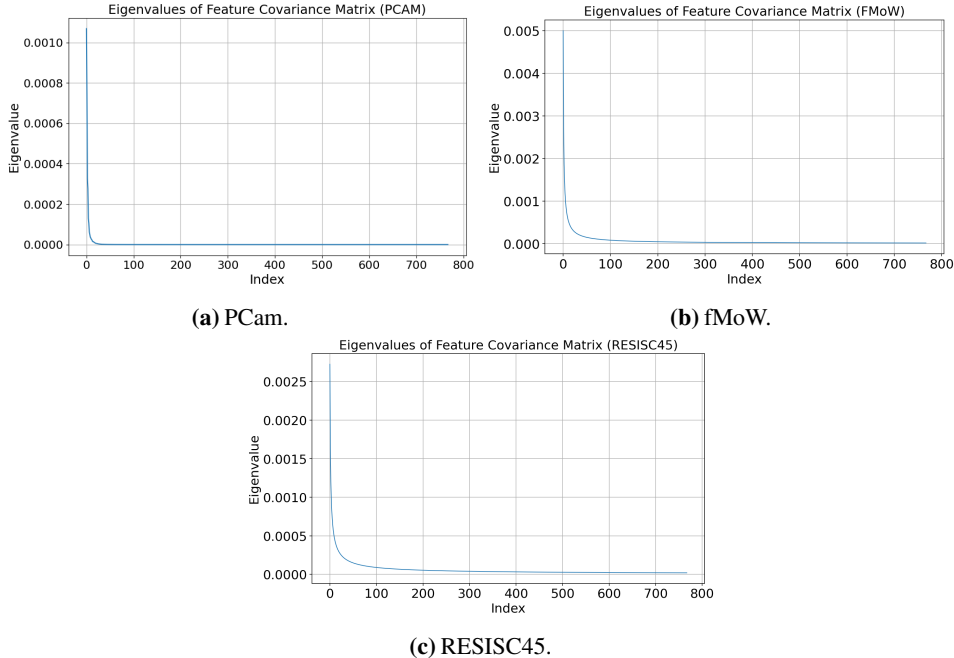 Eigenvalues of Feature Covariance Matrix (PCAM)
0.0010
0.0008
0.0006
0.0004
0.0002
0.0000
Eigenvalue
0 100 200 300 400 500 600 700 800
Index
(a) PCam.
Eigenvalues of Feature Covariance Matrix (FMoW)
0.005
0.004
0.003
0.002
0.001
0.000
Eigenvalue
0 100 200 300 400 500 600 700 800
Index
(b) fMoW.
Eigenvalues of Feature Covariance Matrix (RESISC45)
0.0025
0.0020
0.0015
0.0010
0.0005
0.0000
Eigenvalue
0 100 200 300 400 500 600 700 800
Index
(c) RESISC45.